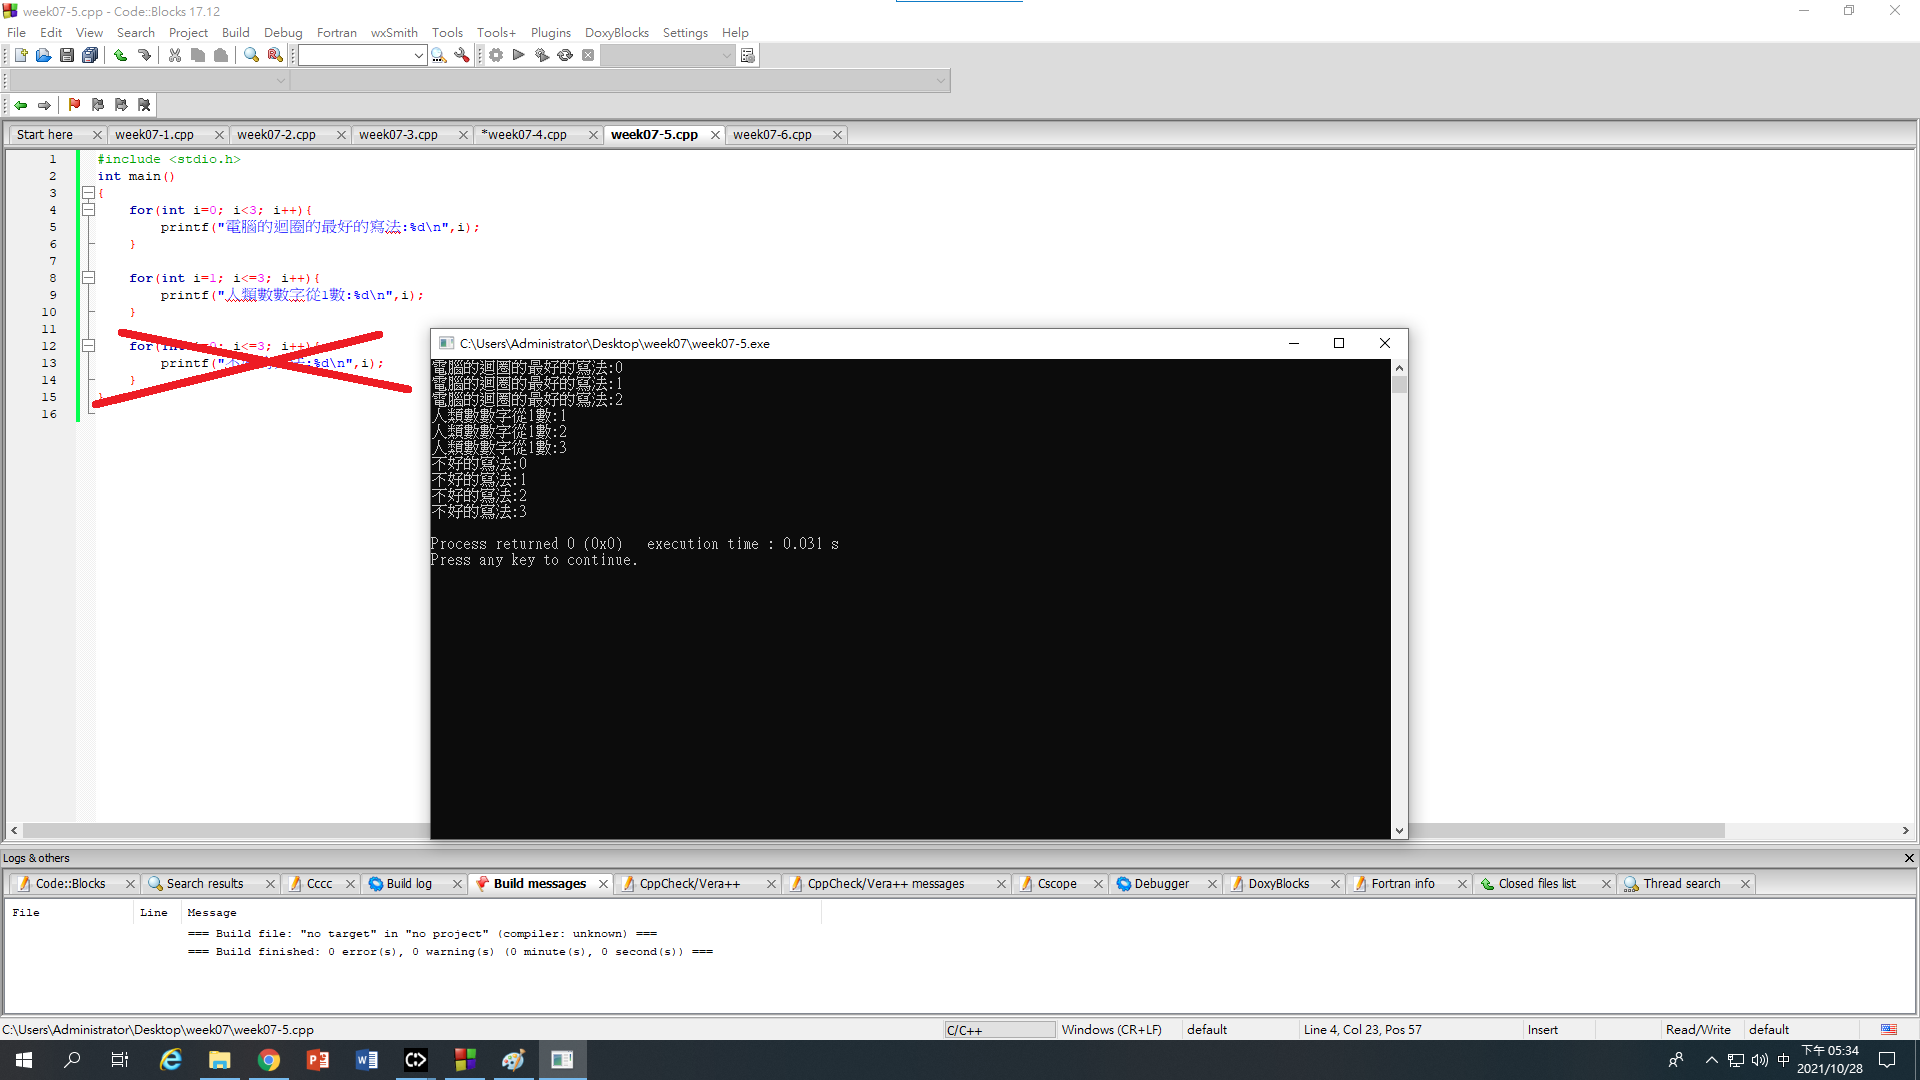 week07-5.cpp - Code::Blocks 17.12
File Edit View Search Project Build Debug Fortran wxSmith Tools Tools+ Plugins DoxyBlocks Settings Help
Start here week07-1.cpp week07-2.cpp week07-3.cpp *week07-4.cpp week07-5.cpp week07-6.cpp
1 #include <stdio.h>
2 int main()
3 {
4 for(int i=0; i<3; i++){
5 printf("電腦的迴圈的最好的寫法:%d\n",i);
6 }
7
8 for(int i=1; i<=3; i++){
9 printf("人類數數字從1數:%d\n",i);
10 }
11
12 for(int i=0; i<=3; i++){
13 printf("不 法:%d\n",i);
14 }
15 }
16
C:\Users\Administrator\Desktop\week07\week07-5.exe
電腦的迴圈的最好的寫法:0
電腦的迴圈的最好的寫法:1
電腦的迴圈的最好的寫法:2
人類數數字從1數:1
人類數數字從1數:2
人類數數字從1數:3
不好的寫法:0
不好的寫法:1
不好的寫法:2
不好的寫法:3
Process returned 0 (0x0) execution time : 0.031 s
Press any key to continue.
Logs & others
Code::Blocks Search results Cccc Build log Build messages CppCheck/Vera++ CppCheck/Vera++ messages Cscope Debugger DoxyBlocks Fortran info Closed files list Thread search
File Line Message
=== Build file: "no target" in "no project" (compiler: unknown) ===
=== Build finished: 0 error(s), 0 warning(s) (0 minute(s), 0 second(s)) ===
C:\Users\Administrator\Desktop\week07\week07-5.cpp C/C++ Windows (CR+LF) default Line 4, Col 23, Pos 57 Insert Read/Write default
中 下午 05:34
2021/10/28